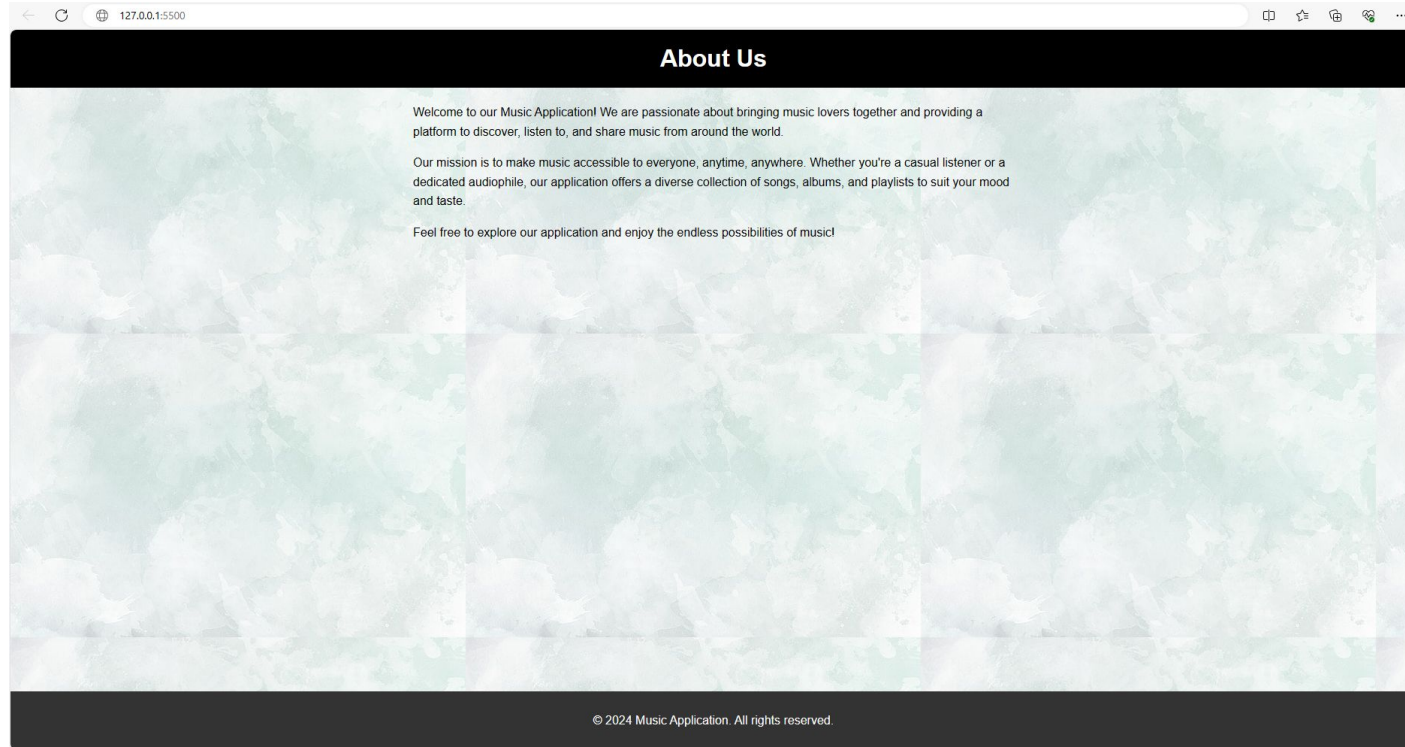 127.0.0.1:5500
About Us
Welcome to our Music Application! We are passionate about bringing music lovers together and providing a
platform to discover, listen to, and share music from around the world.
Our mission is to make music accessible to everyone, anytime, anywhere. Whether you're a casual listener or a
dedicated audiophile, our application offers a diverse collection of songs, albums, and playlists to suit your mood
and taste.
Feel free to explore our application and enjoy the endless possibilities of music!
© 2024 Music Application. All rights reserved.